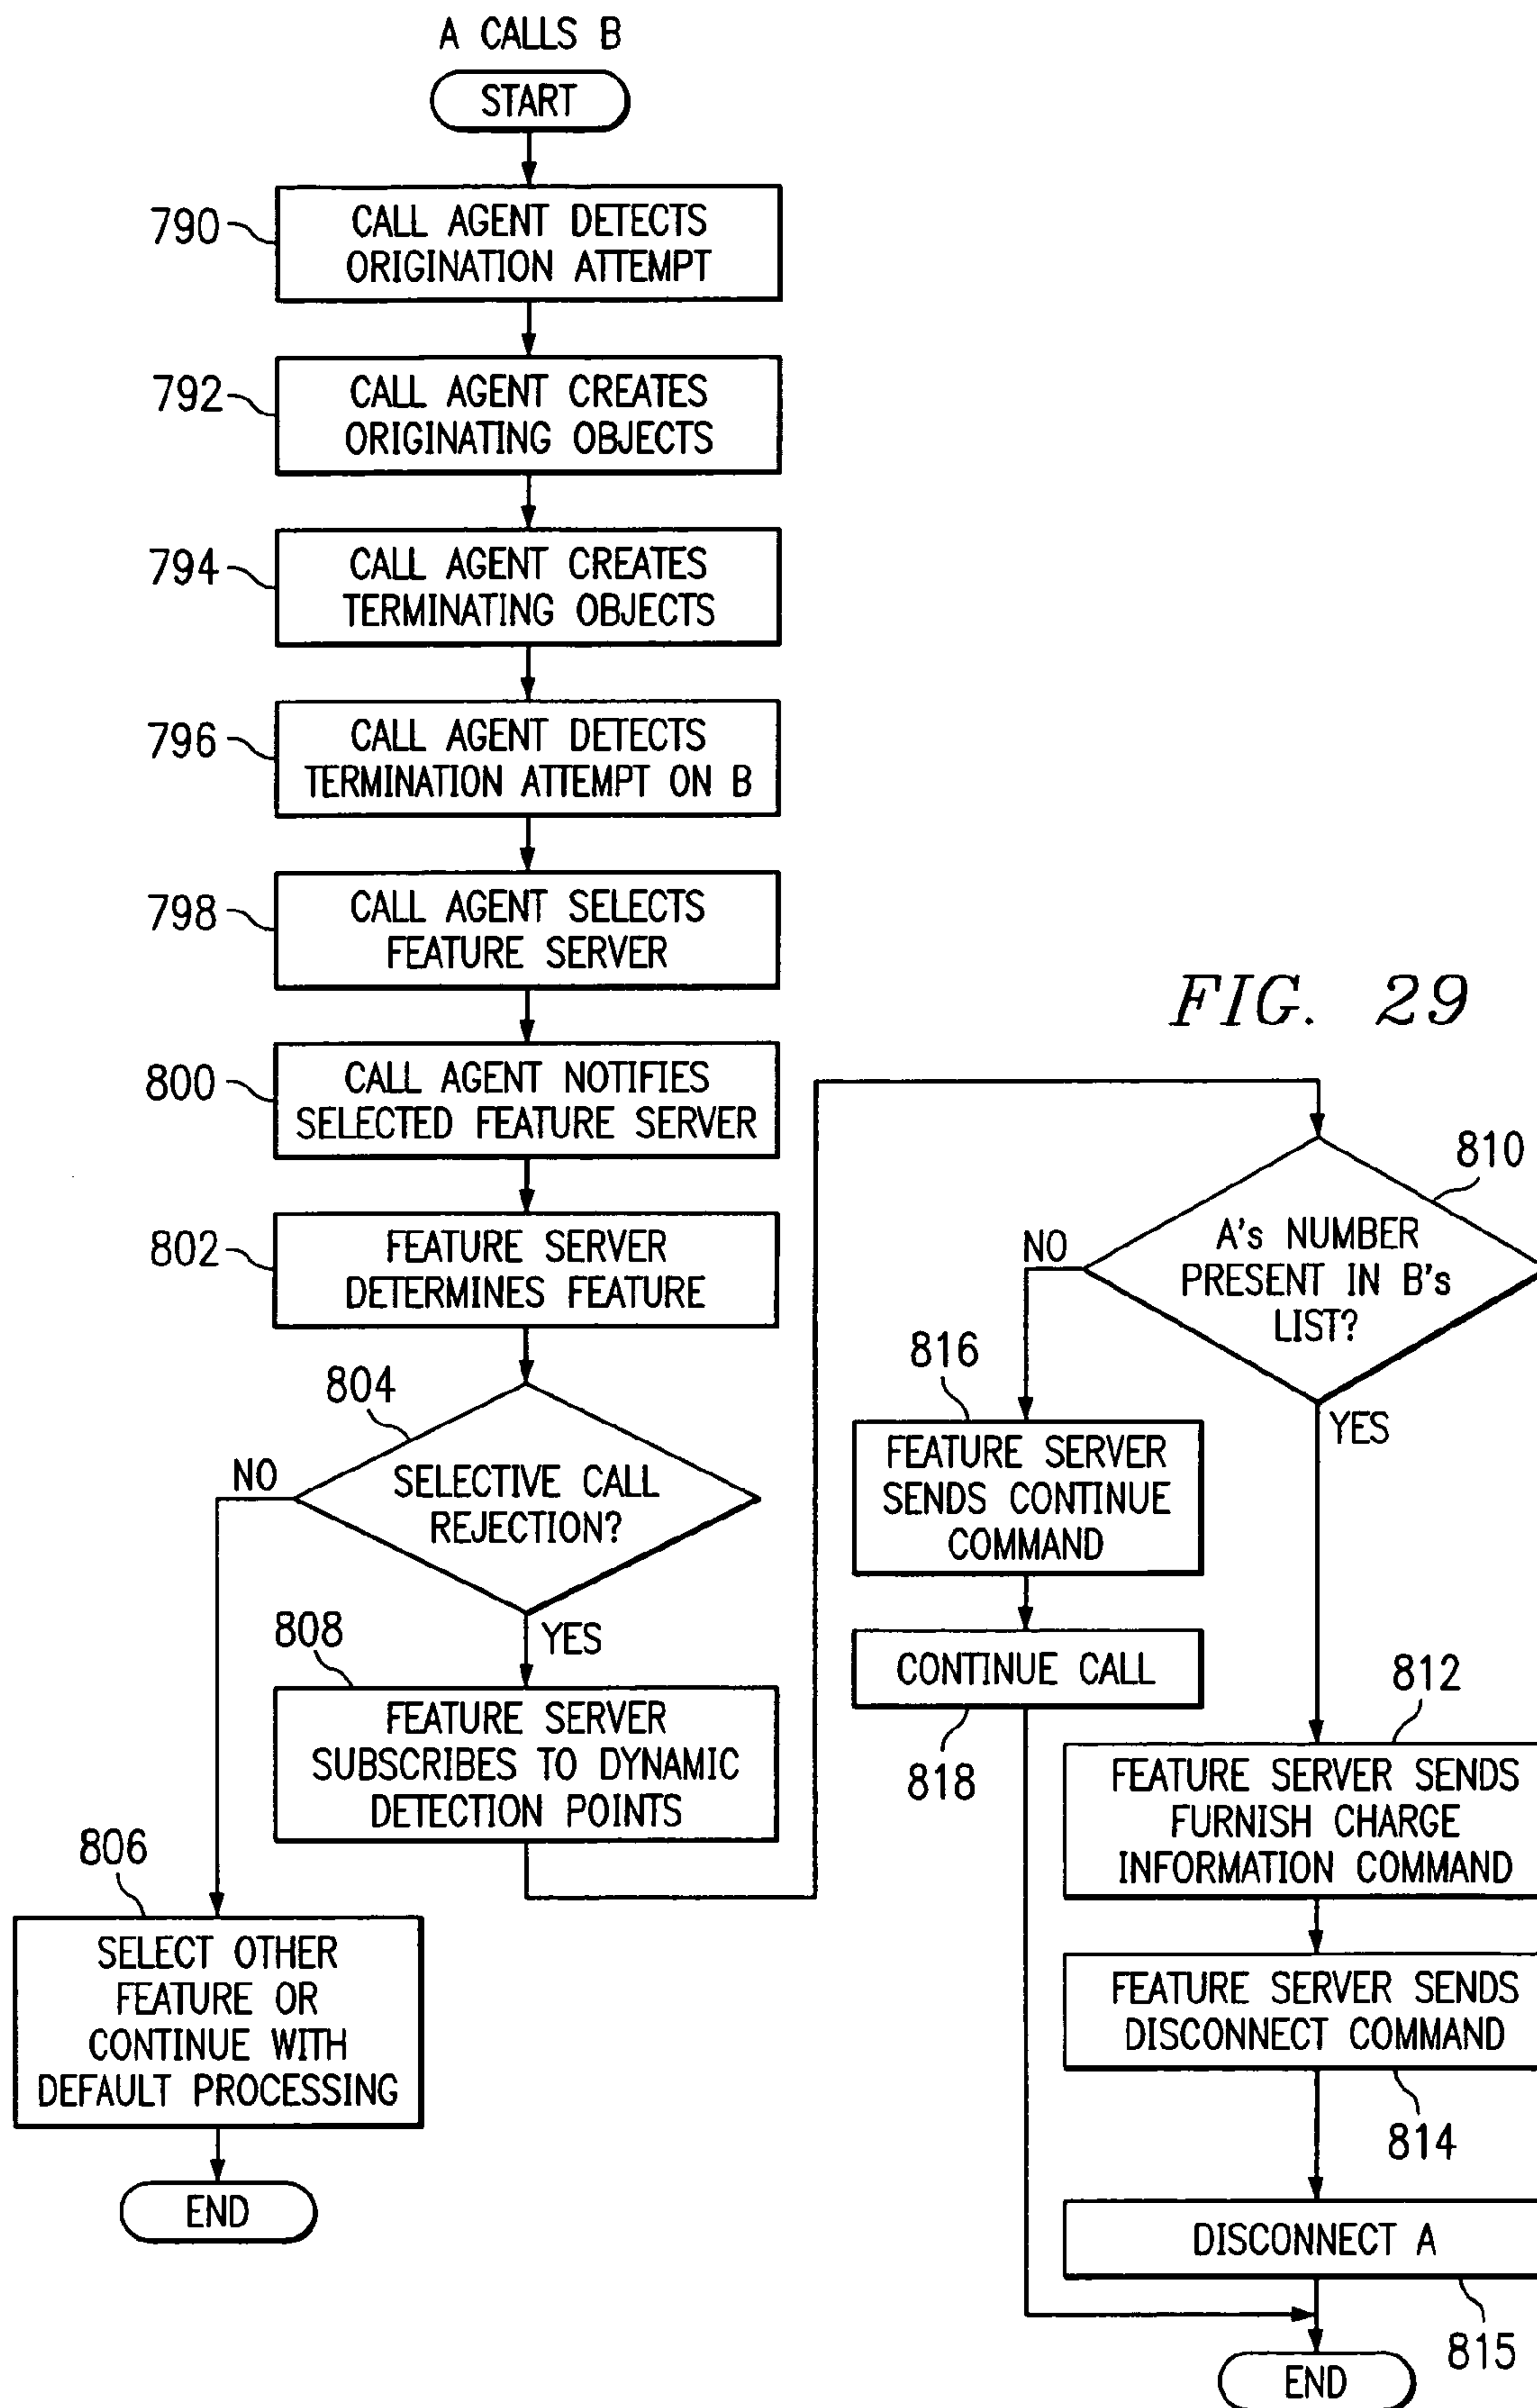 A CALLS B
START
790
CALL AGENT DETECTS
ORIGINATION ATTEMPT
792
CALL AGENT CREATES
ORIGINATING OBJECTS
794
CALL AGENT CREATES
TERMINATING OBJECTS
796
CALL AGENT DETECTS
TERMINATION ATTEMPT ON B
798
CALL AGENT SELECTS
FEATURE SERVER
800
CALL AGENT NOTIFIES
SELECTED FEATURE SERVER
802
FEATURE SERVER
DETERMINES FEATURE
804
SELECTIVE CALL
REJECTION?
NO
YES
808
FEATURE SERVER
SUBSCRIBES TO DYNAMIC
DETECTION POINTS
806
SELECT OTHER
FEATURE OR
CONTINUE WITH
DEFAULT PROCESSING
END
FIG. 29
810
A's NUMBER
PRESENT IN B's
LIST?
NO
YES
816
FEATURE SERVER
SENDS CONTINUE
COMMAND
CONTINUE CALL
818
812
FEATURE SERVER SENDS
FURNISH CHARGE
INFORMATION COMMAND
FEATURE SERVER SENDS
DISCONNECT COMMAND
814
DISCONNECT A
815
END